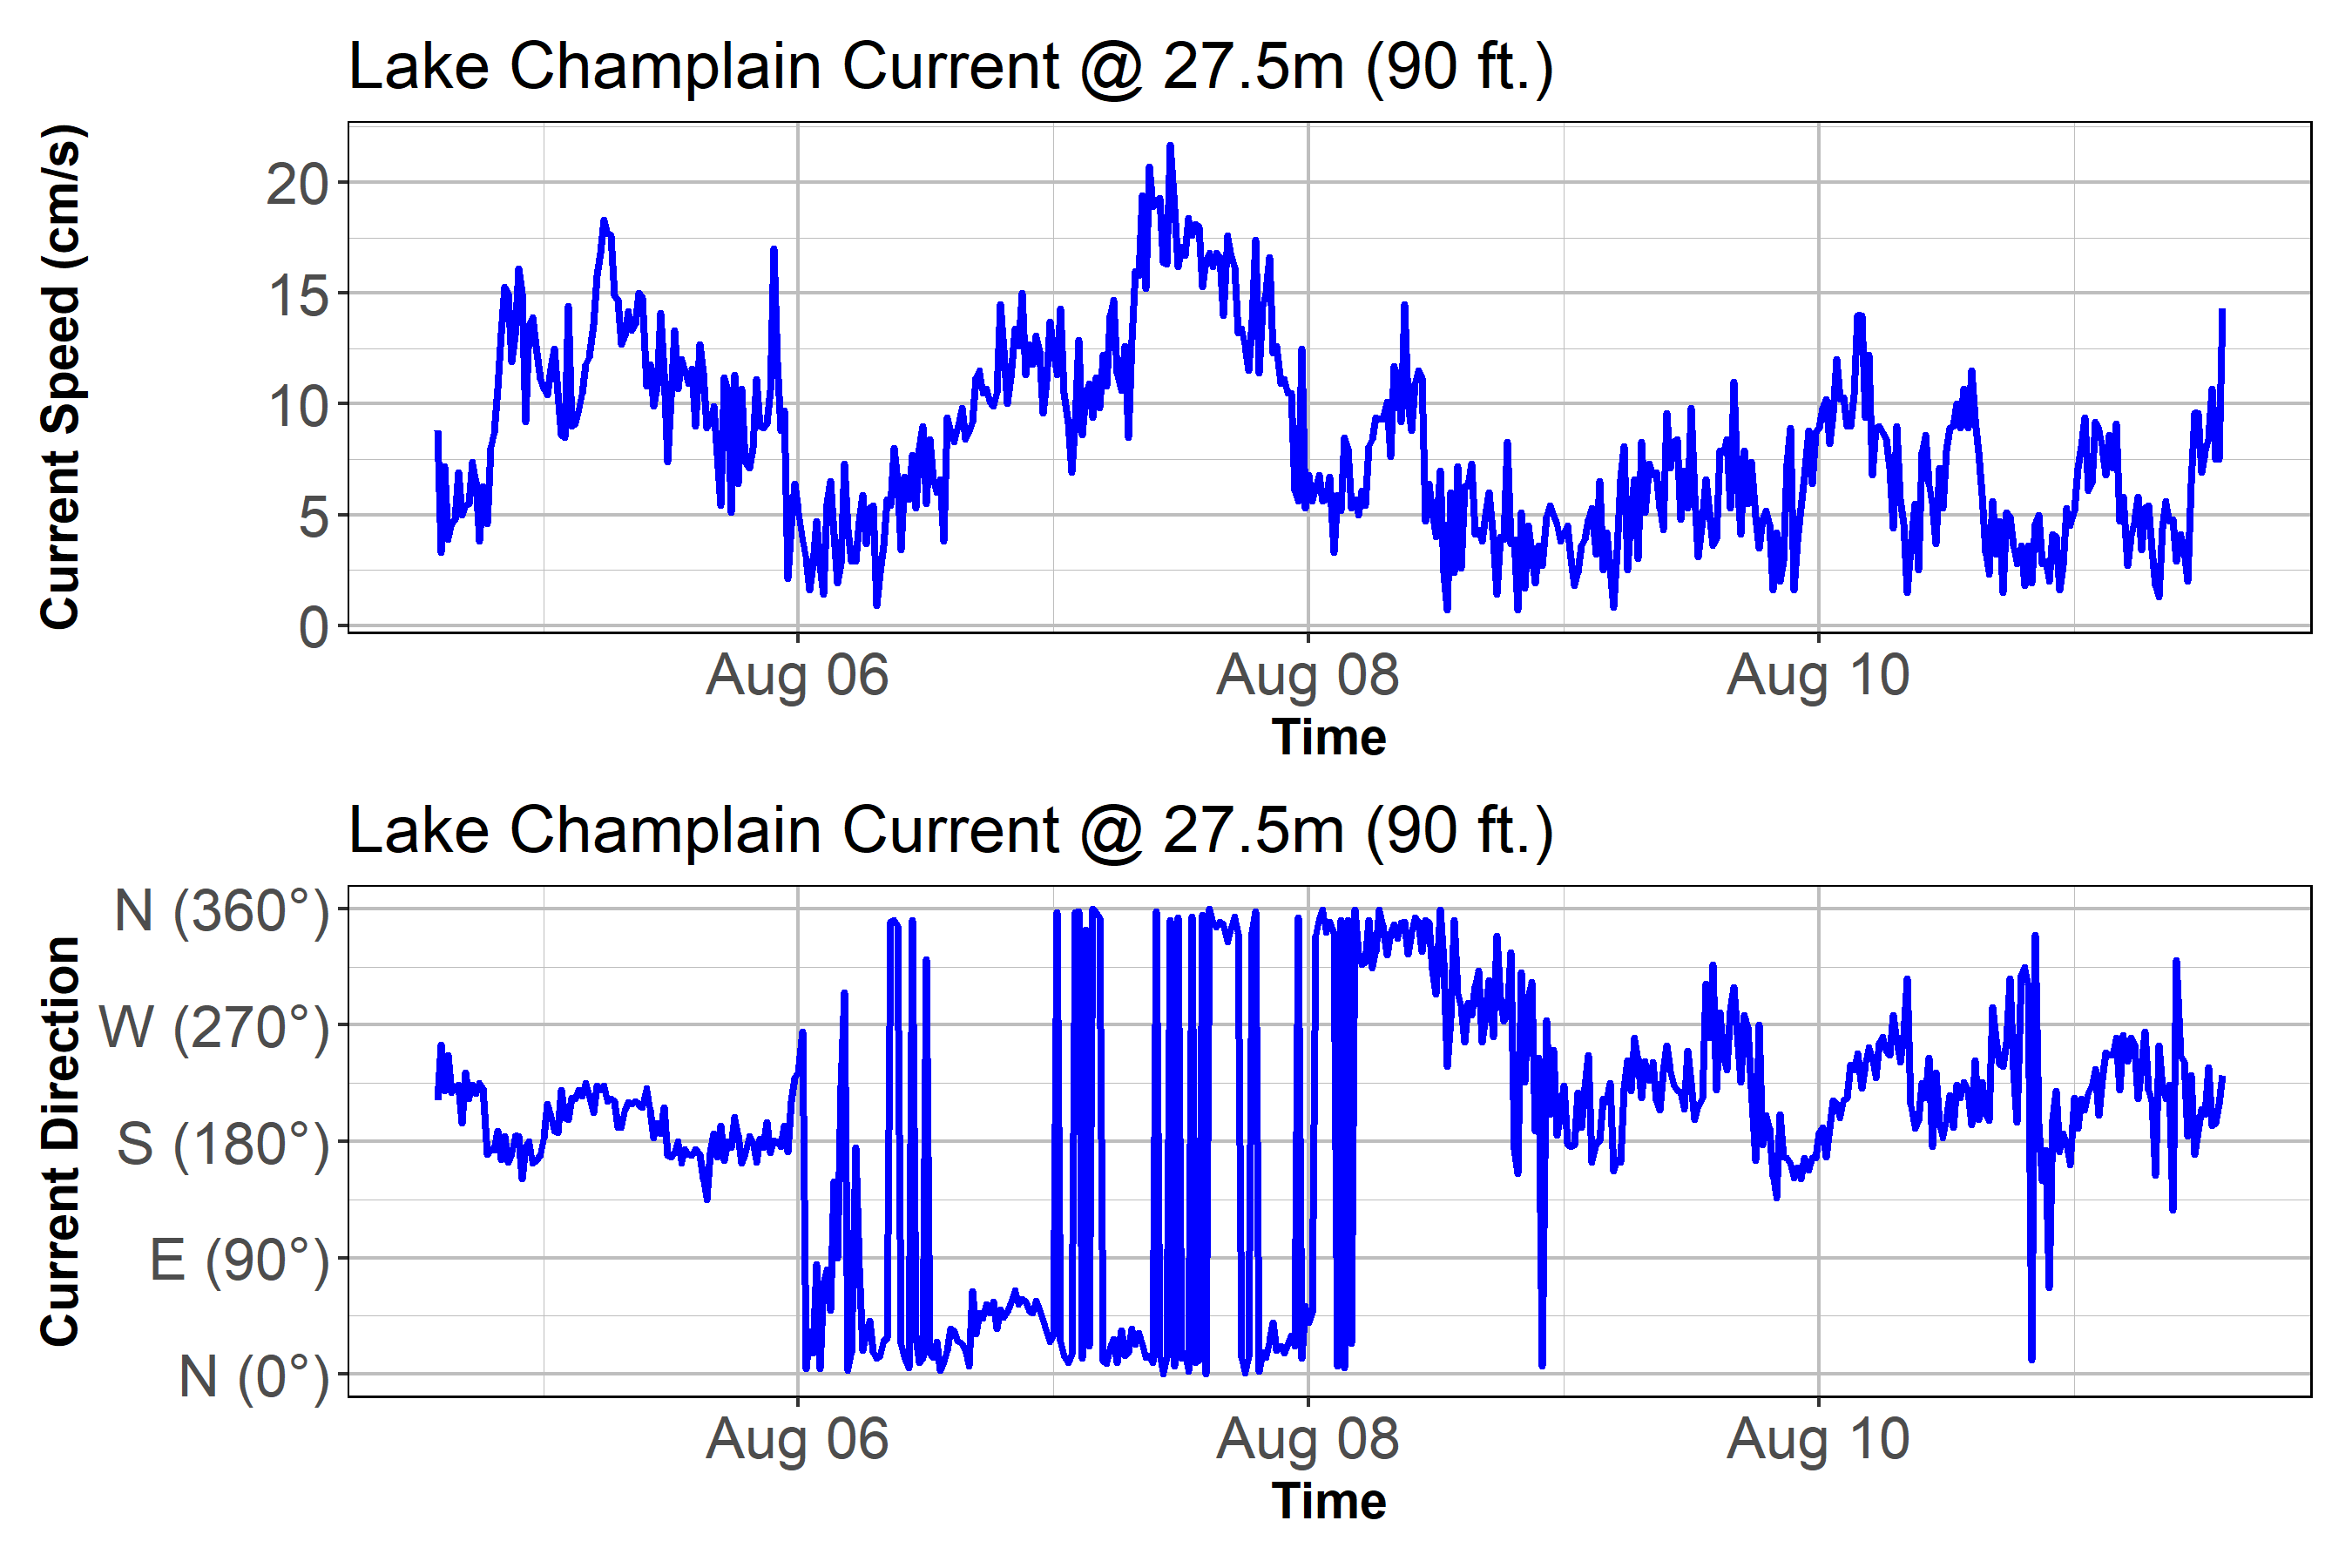 Lake Champlain Current @ 27.5m (90 ft.)
Current Speed (cm/s)
20
15
10
5
0
Aug 06 Aug 08 Aug 10
Time
Lake Champlain Current @ 27.5m (90 ft.)
Current Direction
N (360°)
W (270°)
S (180°)
E (90°)
N (0°)
Aug 06 Aug 08 Aug 10
Time